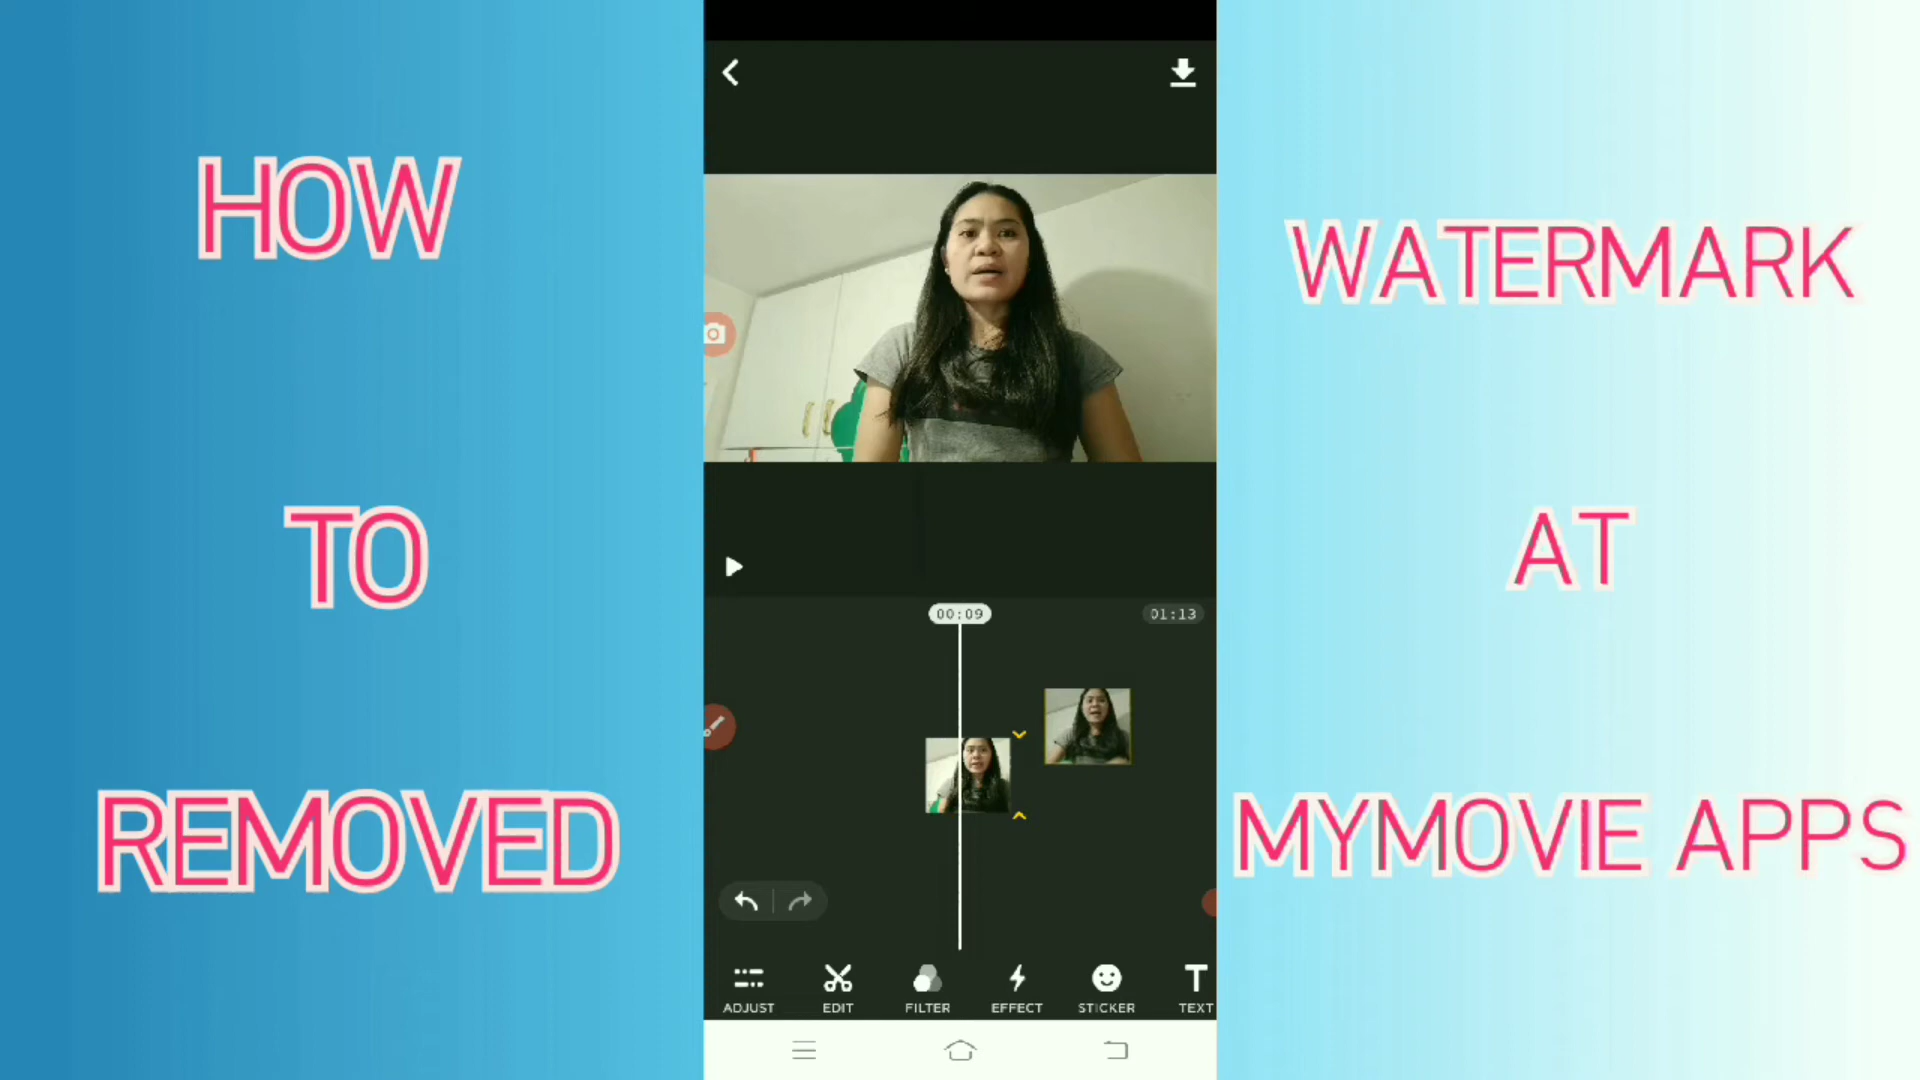 HOW
TO
REMOVED
WATERMARK
AT
MYMOVIE APPS
00:09
01:13
ADJUST
EDIT
FILTER
EFFECT
STICKER
TEXT